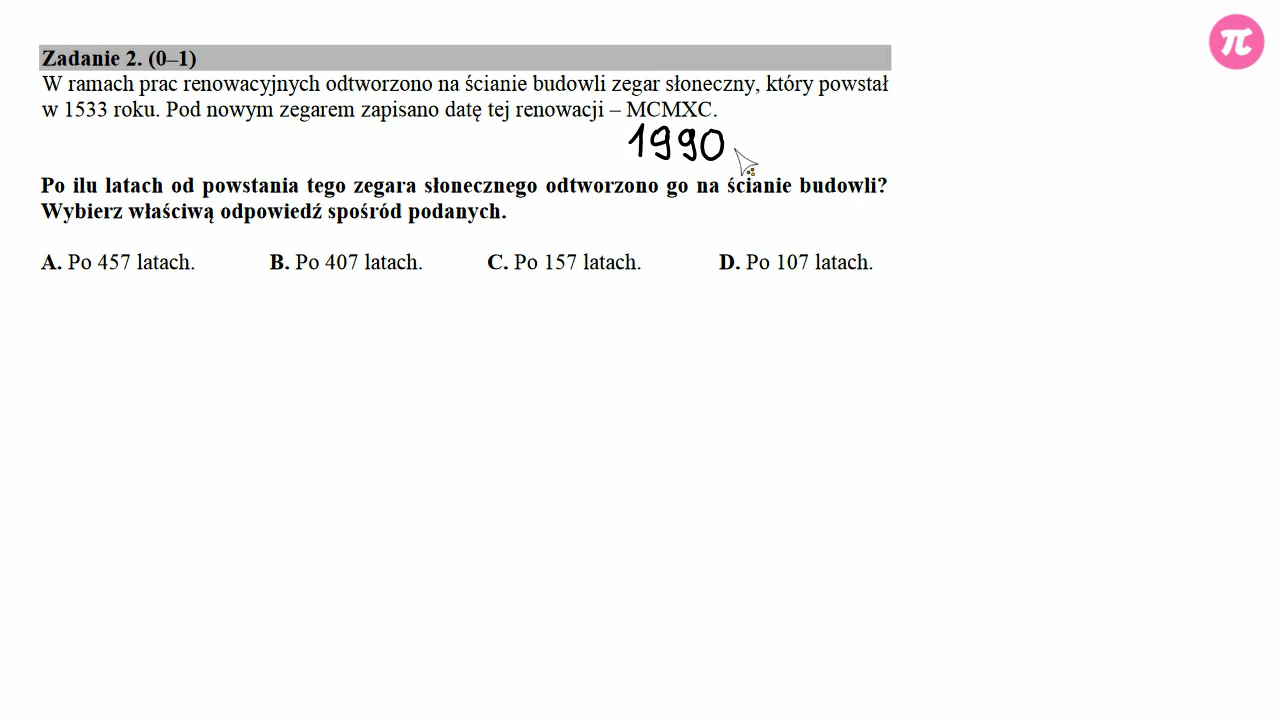 π
Zadanie 2. (0–1)
W ramach prac renowacyjnych odtworzono na ścianie budowli zegar słoneczny, który powstał
w 1533 roku. Pod nowym zegarem zapisano datę tej renowacji – MCMXC.
1990
Po ilu latach od powstania tego zegara słonecznego odtworzono go na ścianie budowli?
Wybierz właściwą odpowiedź spośród podanych.
A. Po 457 latach. B. Po 407 latach. C. Po 157 latach. D. Po 107 latach.